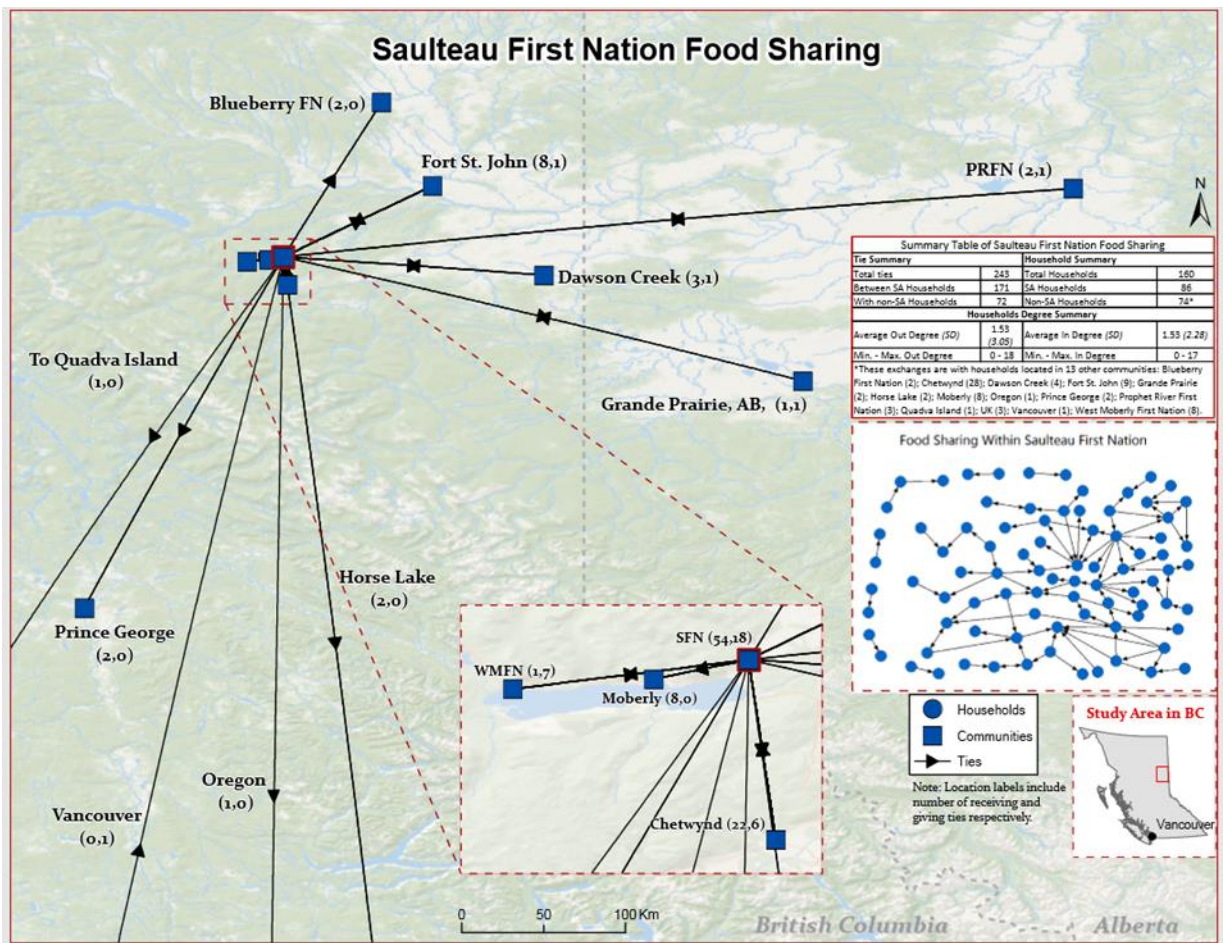 Saulteau First Nation Food Sharing
Blueberry FN (2,0)
Fort St. John (8,1)
PRFN (2,1)
N
Dawson Creek (3,1)
To Quadva Island
(1,0)
Grande Prairie, AB, (1,1)
Summary Table of Saulteau First Nation Food Sharing
Tie Summary Household Summary
Total ties 243 Total Households 160
Between SA Households 171 SA Households 86
With non-SA Households 72 Non-SA Households 74*
Households Degree Summary
Average Out Degree (SD) 1.53 (3.05) Average In Degree (SD) 1.53 (2.28)
Min. - Max. Out Degree 0 - 18 Min. - Max. In Degree 0 - 17
*These exchanges are with households located in 13 other communities: Blueberry
First Nation (2); Chetwynd (28); Dawson Creek (4); Fort St. John (9); Grande Prairie
(2); Horse Lake (2); Moberly (8); Oregon (1); Prince George (2); Prophet River First
Nation (3); Quadva Island (1); UK (3); Vancouver (1); West Moberly First Nation (8).
Food Sharing Within Saulteau First Nation
Horse Lake
(2,0)
Prince George
(2,0)
SFN (54,18)
WMFN (1,7)
Moberly (8,0)
Chetwynd (22,6)
Oregon
(1,0)
Vancouver
(0,1)
Households
Communities
Ties
Note: Location labels include
number of receiving and
giving ties respectively.
Study Area in BC
Vancouver
0 50 100 Km
British Columbia
Alberta